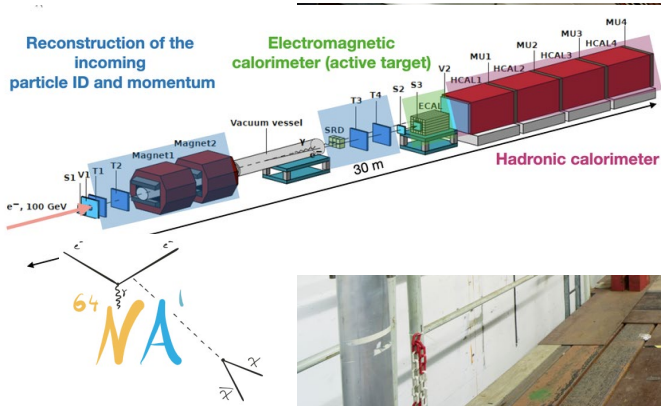 Reconstruction of the
incoming
particle ID and momentum
Electromagnetic
calorimeter (active target)
MU4
MU3
MU2
MU1
HCAL4
HCAL3
HCAL2
HCAL1
V2
S3
S2
ECAL
T4
T3
SRD
Vacuum vessel
γ
e⁻
Magnet2
Magnet1
T2
T1
V1
S1
30 m
Hadronic calorimeter
e⁻, 100 GeV
e⁻ e⁻
γ
64 NA
χ
χ̄